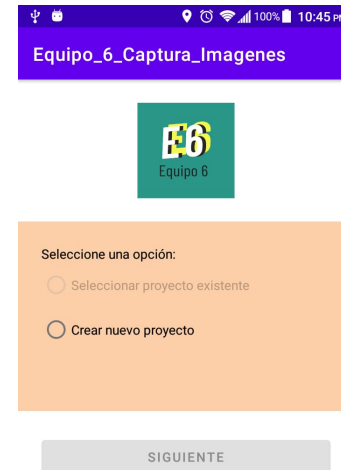 100% 10:45 PM
Equipo_6_Captura_Imagenes
E6
Equipo 6
Seleccione una opción:
Seleccionar proyecto existente
Crear nuevo proyecto
SIGUIENTE